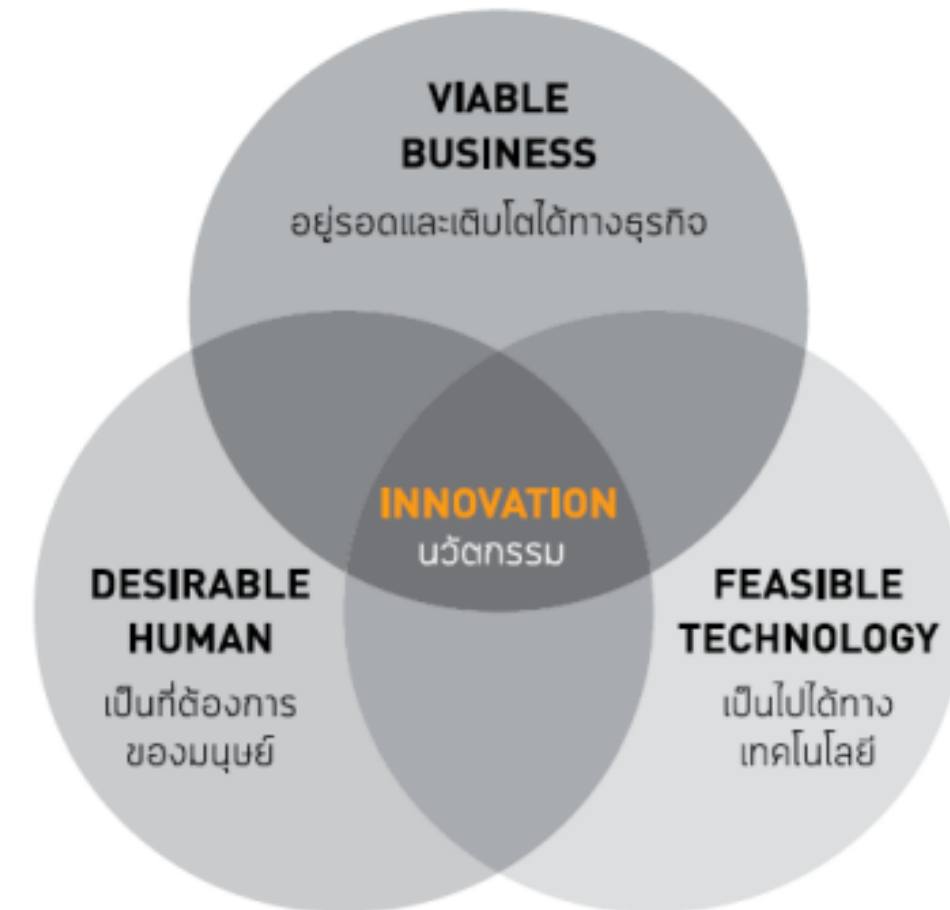 VIABLE
BUSINESS
อยู่รอดและเติบโตได้ทางธุรกิจ
INNOVATION
นวัตกรรม
DESIRABLE
HUMAN
เป็นที่ต้องการ
ของมนุษย์
FEASIBLE
TECHNOLOGY
เป็นไปได้ทาง
เทคโนโลยี